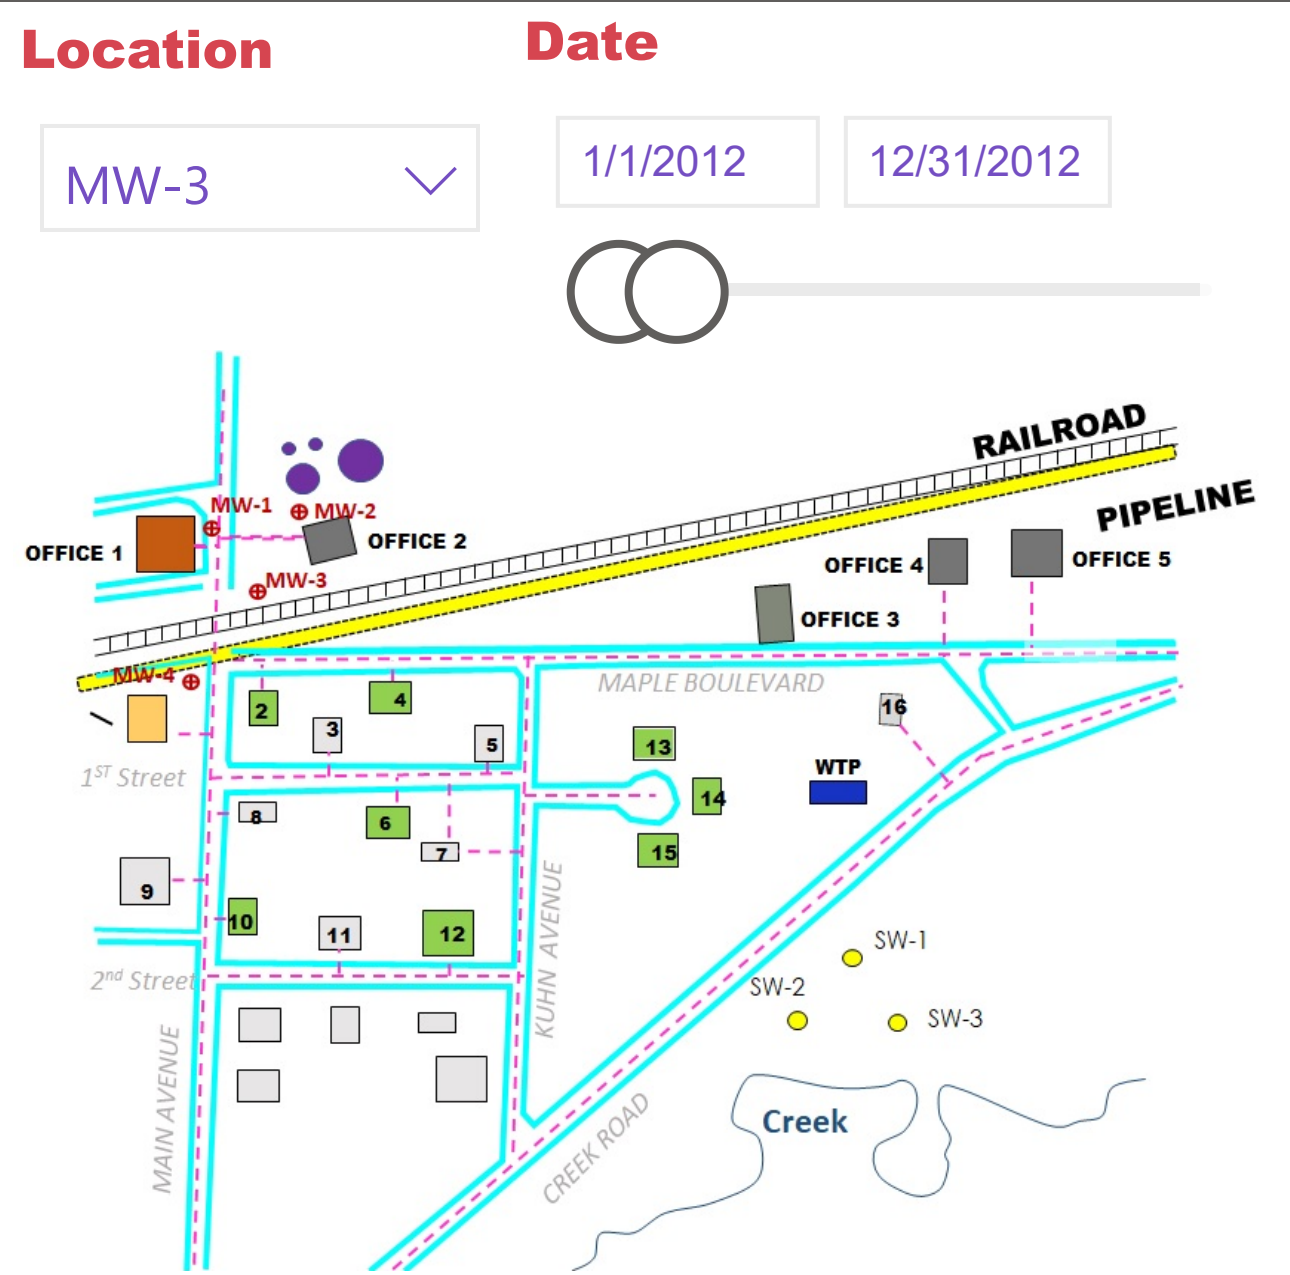 Location
Date
MW-3
1/1/2012
12/31/2012
RAILROAD
PIPELINE
MW-1
MW-2
OFFICE 1
OFFICE 2
MW-3
OFFICE 4
OFFICE 5
OFFICE 3
MW-4
MAPLE BOULEVARD
2
4
3
5
13
16
1ST Street
WTP
14
8
6
7
15
9
10
11
12
KUHN AVENUE
SW-1
2nd Street
SW-2
SW-3
MAIN AVENUE
CREEK ROAD
Creek